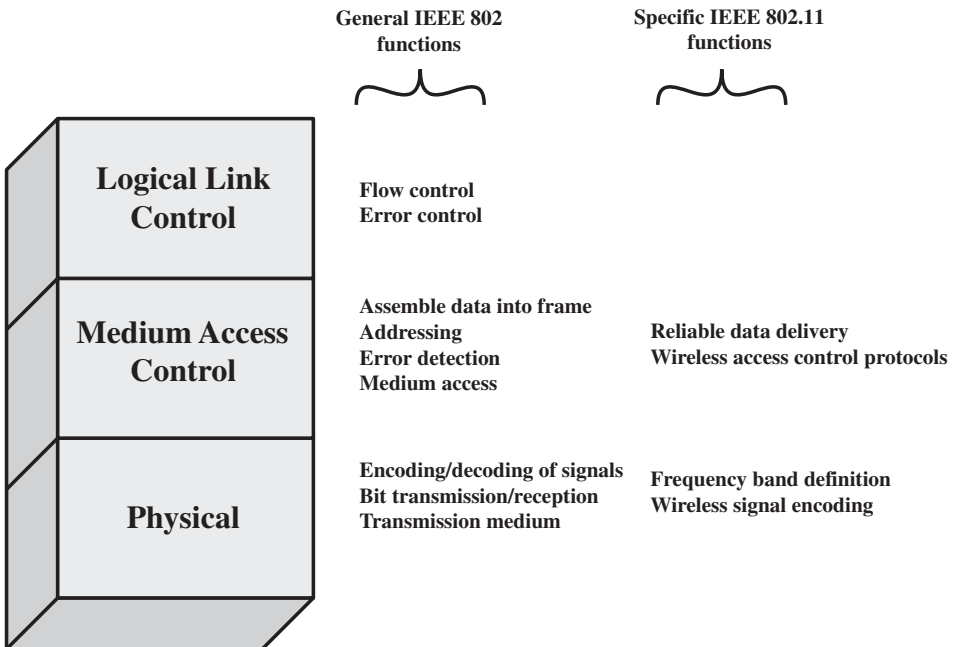 General IEEE 802
functions
Specific IEEE 802.11
functions
Logical Link
Control
Flow control
Error control
Medium Access
Control
Assemble data into frame
Addressing
Error detection
Medium access
Reliable data delivery
Wireless access control protocols
Physical
Encoding/decoding of signals
Bit transmission/reception
Transmission medium
Frequency band definition
Wireless signal encoding